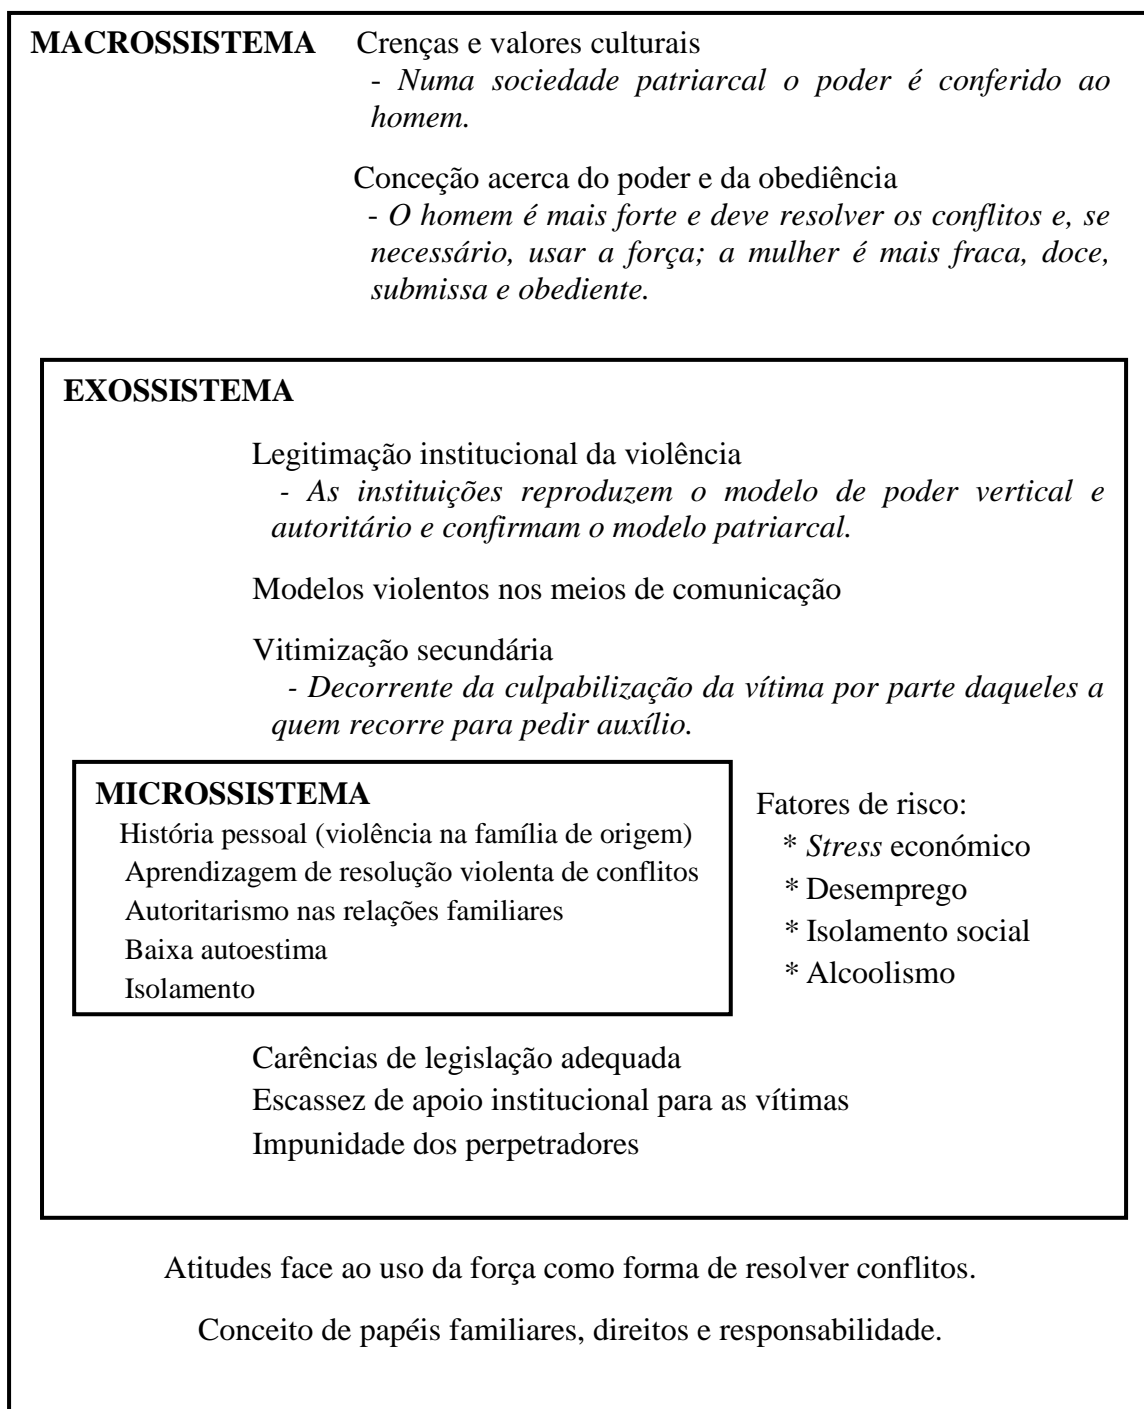 MACROSSISTEMA Crenças e valores culturais
- Numa sociedade patriarcal o poder é conferido ao
homem.
Conceção acerca do poder e da obediência
- O homem é mais forte e deve resolver os conflitos e, se
necessário, usar a força; a mulher é mais fraca, doce,
submissa e obediente.
EXOSSISTEMA
Legitimação institucional da violência
- As instituições reproduzem o modelo de poder vertical e
autoritário e confirmam o modelo patriarcal.
Modelos violentos nos meios de comunicação
Vitimização secundária
- Decorrente da culpabilização da vítima por parte daqueles a
quem recorre para pedir auxílio.
MICROSSISTEMA
História pessoal (violência na família de origem)
Aprendizagem de resolução violenta de conflitos
Autoritarismo nas relações familiares
Baixa autoestima
Isolamento
Fatores de risco:
* Stress económico
* Desemprego
* Isolamento social
* Alcoolismo
Carências de legislação adequada
Escassez de apoio institucional para as vítimas
Impunidade dos perpetradores
Atitudes face ao uso da força como forma de resolver conflitos.
Conceito de papéis familiares, direitos e responsabilidade.